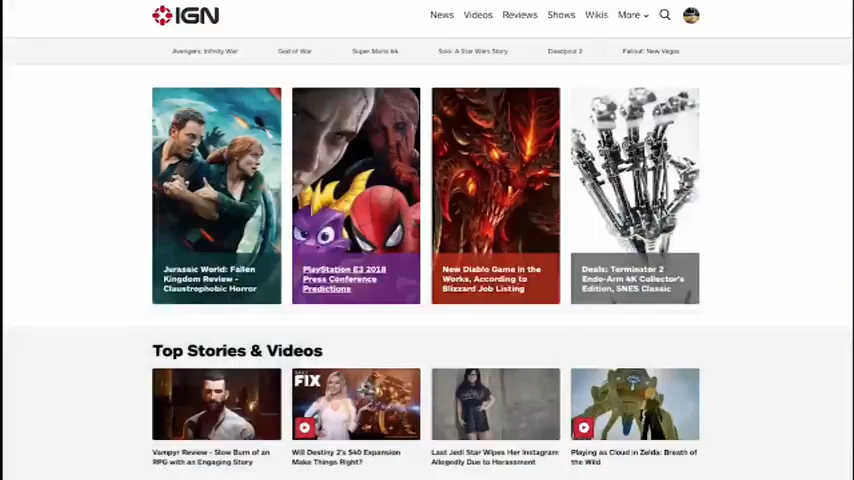 IGN
News Videos Reviews Shows Wikis More
Avengers: Infinity War God of War Super Mario 64 Solo: A Star Wars Story Deadpool 2 Fallout: New Vegas
Jurassic World: Fallen
Kingdom Review -
Claustrophobic Horror
PlayStation E3 2018
Press Conference
Predictions
New Diablo Game in the
Works, According to
Blizzard Job Listing
Deals: Terminator 2
Endo-Arm 4K Collector's
Edition, SNES Classic
Top Stories & Videos
FIX
Vampyr Review - Slow Burn of an
RPG with an Engaging Story
Will Destiny 2's $40 Expansion
Make Things Right?
Last Jedi Star Wipes Her Instagram
Allegedly Due to Harassment
Playing as Cloud in Zelda: Breath of
the Wild